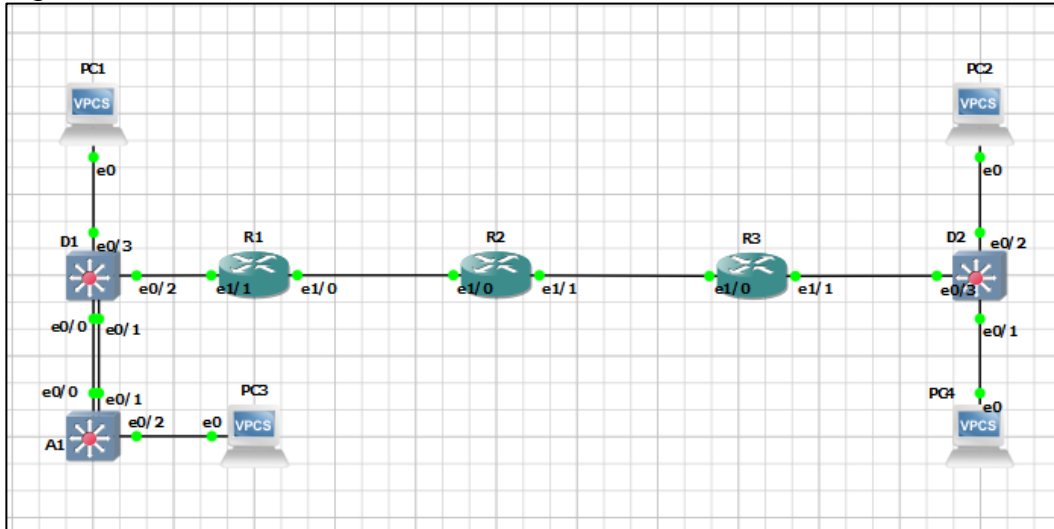 PC1
PC2
VPCS
VPCS
e0
e0
D1
e0/3
R1
R2
R3
D2
e0/2
e0/2
e1/1
e1/0
e1/0
e1/1
e1/0
e1/1
e0/3
e0/0
e0/1
e0/1
e0/0
e0/1
PC3
PC4
e0
e0/2
e0
VPCS
VPCS
A1